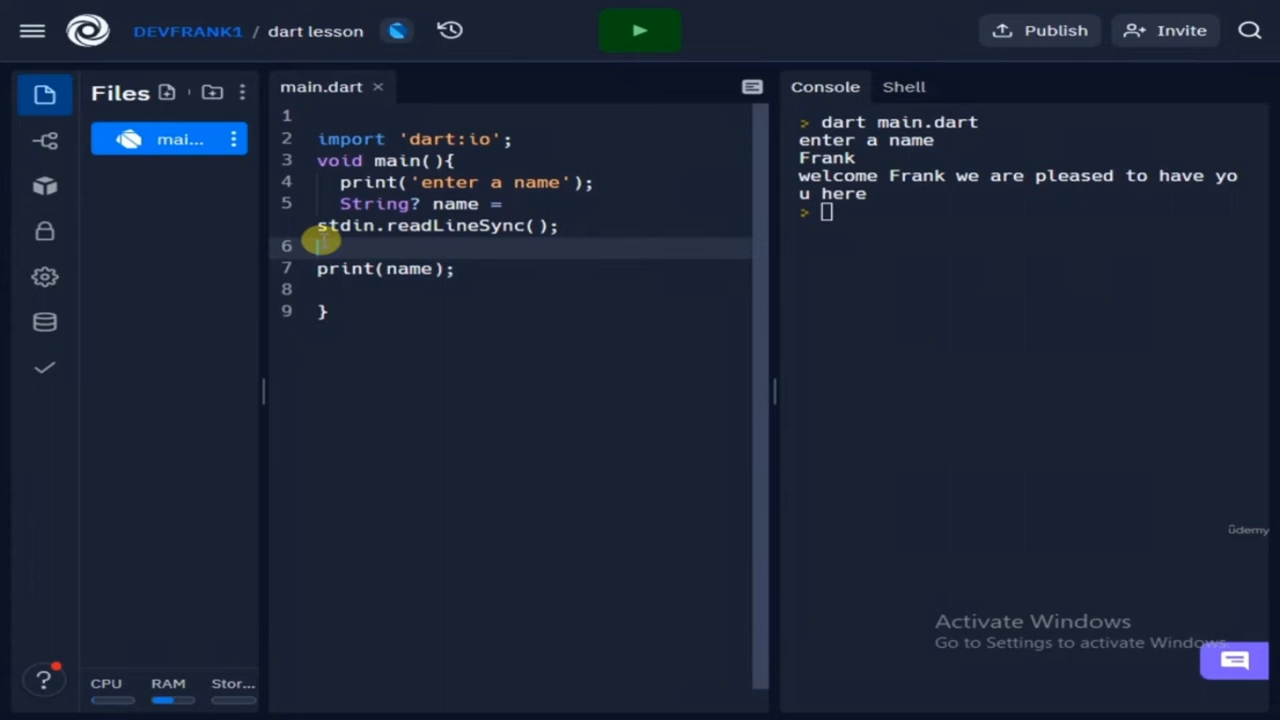 DEVFRANK1 / dart lesson
Publish
Invite
Files
mai...
main.dart ×
Console
Shell
1
2 import 'dart:io';
3 void main(){
4 print('enter a name');
5 String? name =
stdin.readLineSync();
6
7 print(name);
8
9 }
> dart main.dart
enter a name
Frank
welcome Frank we are pleased to have yo
u here
>
ûdemy
Activate Windows
Go to Settings to activate Windows.
?
CPU RAM Stor...